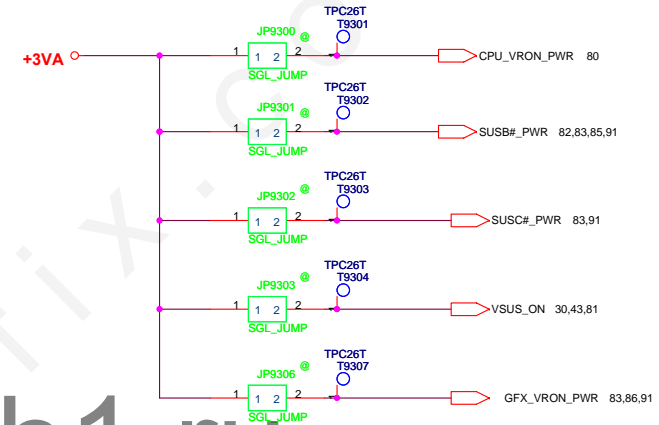 TPC26T
T9301
JP9300 @
+3VA
1 1 2 2
CPU_VRON_PWR 80
SGL_JUMP
TPC26T
T9302
JP9301 @
1 1 2 2
SUSB#_PWR 82,83,85,91
SGL_JUMP
TPC26T
T9303
JP9302 @
1 1 2 2
SUSC#_PWR 83,91
SGL_JUMP
TPC26T
T9304
JP9303 @
1 1 2 2
VSUS_ON 30,43,81
SGL_JUMP
TPC26T
T9307
JP9306 @
1 1 2 2
GFX_VRON_PWR 83,86,91
SGL_JUMP